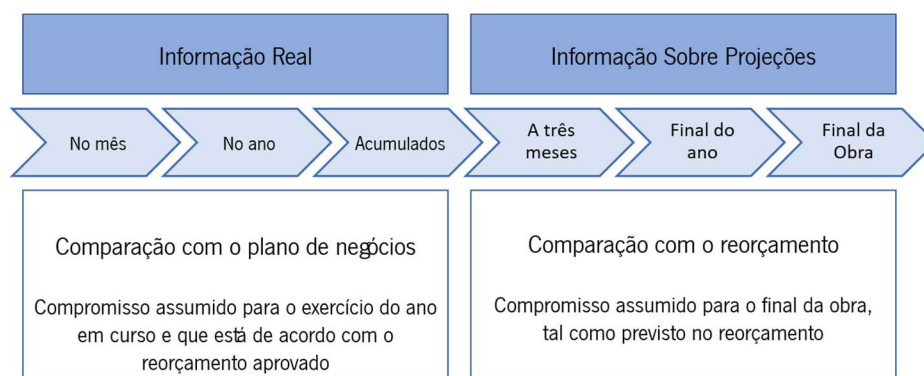 Informação Real
Informação Sobre Projeções
No mês
No ano
Acumulados
A três
meses
Final do
ano
Final da
Obra
Comparação com o plano de negócios
Compromisso assumido para o exercício do ano
em curso e que está de acordo com o
reorçamento aprovado
Comparação com o reorçamento
Compromisso assumido para o final da obra,
tal como previsto no reorçamento